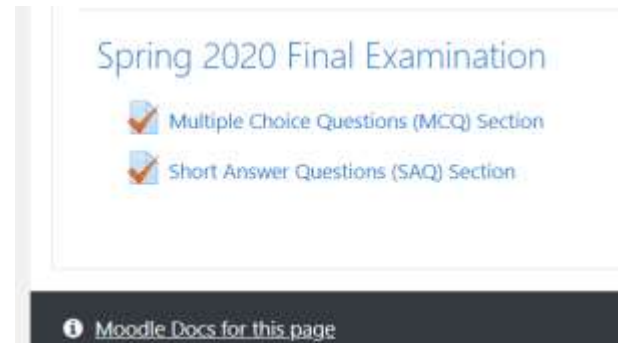 Spring 2020 Final Examination
Multiple Choice Questions (MCQ) Section
Short Answer Questions (SAQ) Section
Moodle Docs for this page